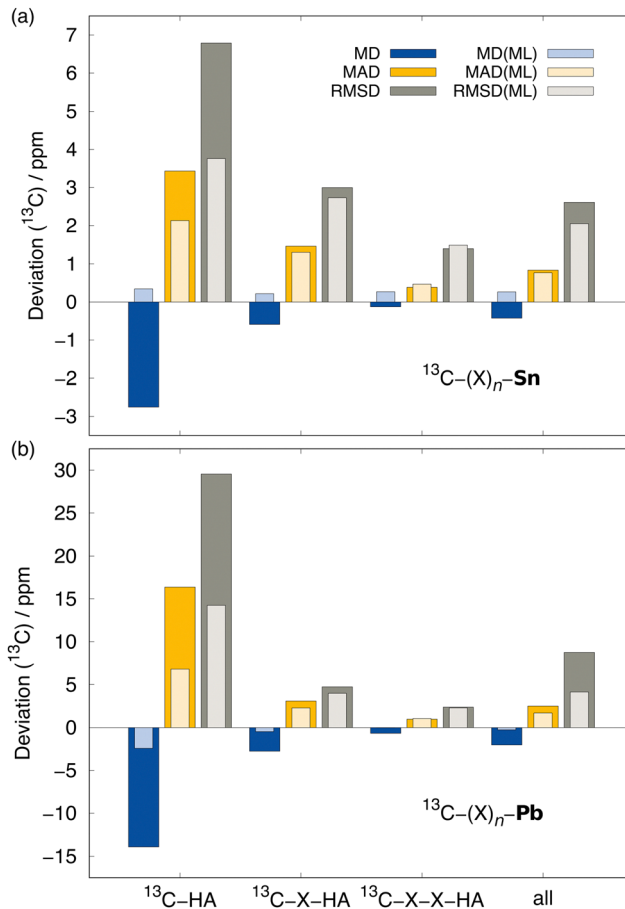 (a)
7
6
5
4
3
2
1
0
−1
−2
−3
Deviation (¹³C) / ppm
MD MD(ML)
MAD MAD(ML)
RMSD RMSD(ML)
¹³C−(X)ₙ−Sn
(b)
30
25
20
15
10
5
0
−5
−10
−15
Deviation (¹³C) / ppm
¹³C−(X)ₙ−Pb
¹³C−HA ¹³C−X−HA ¹³C−X−X−HA all